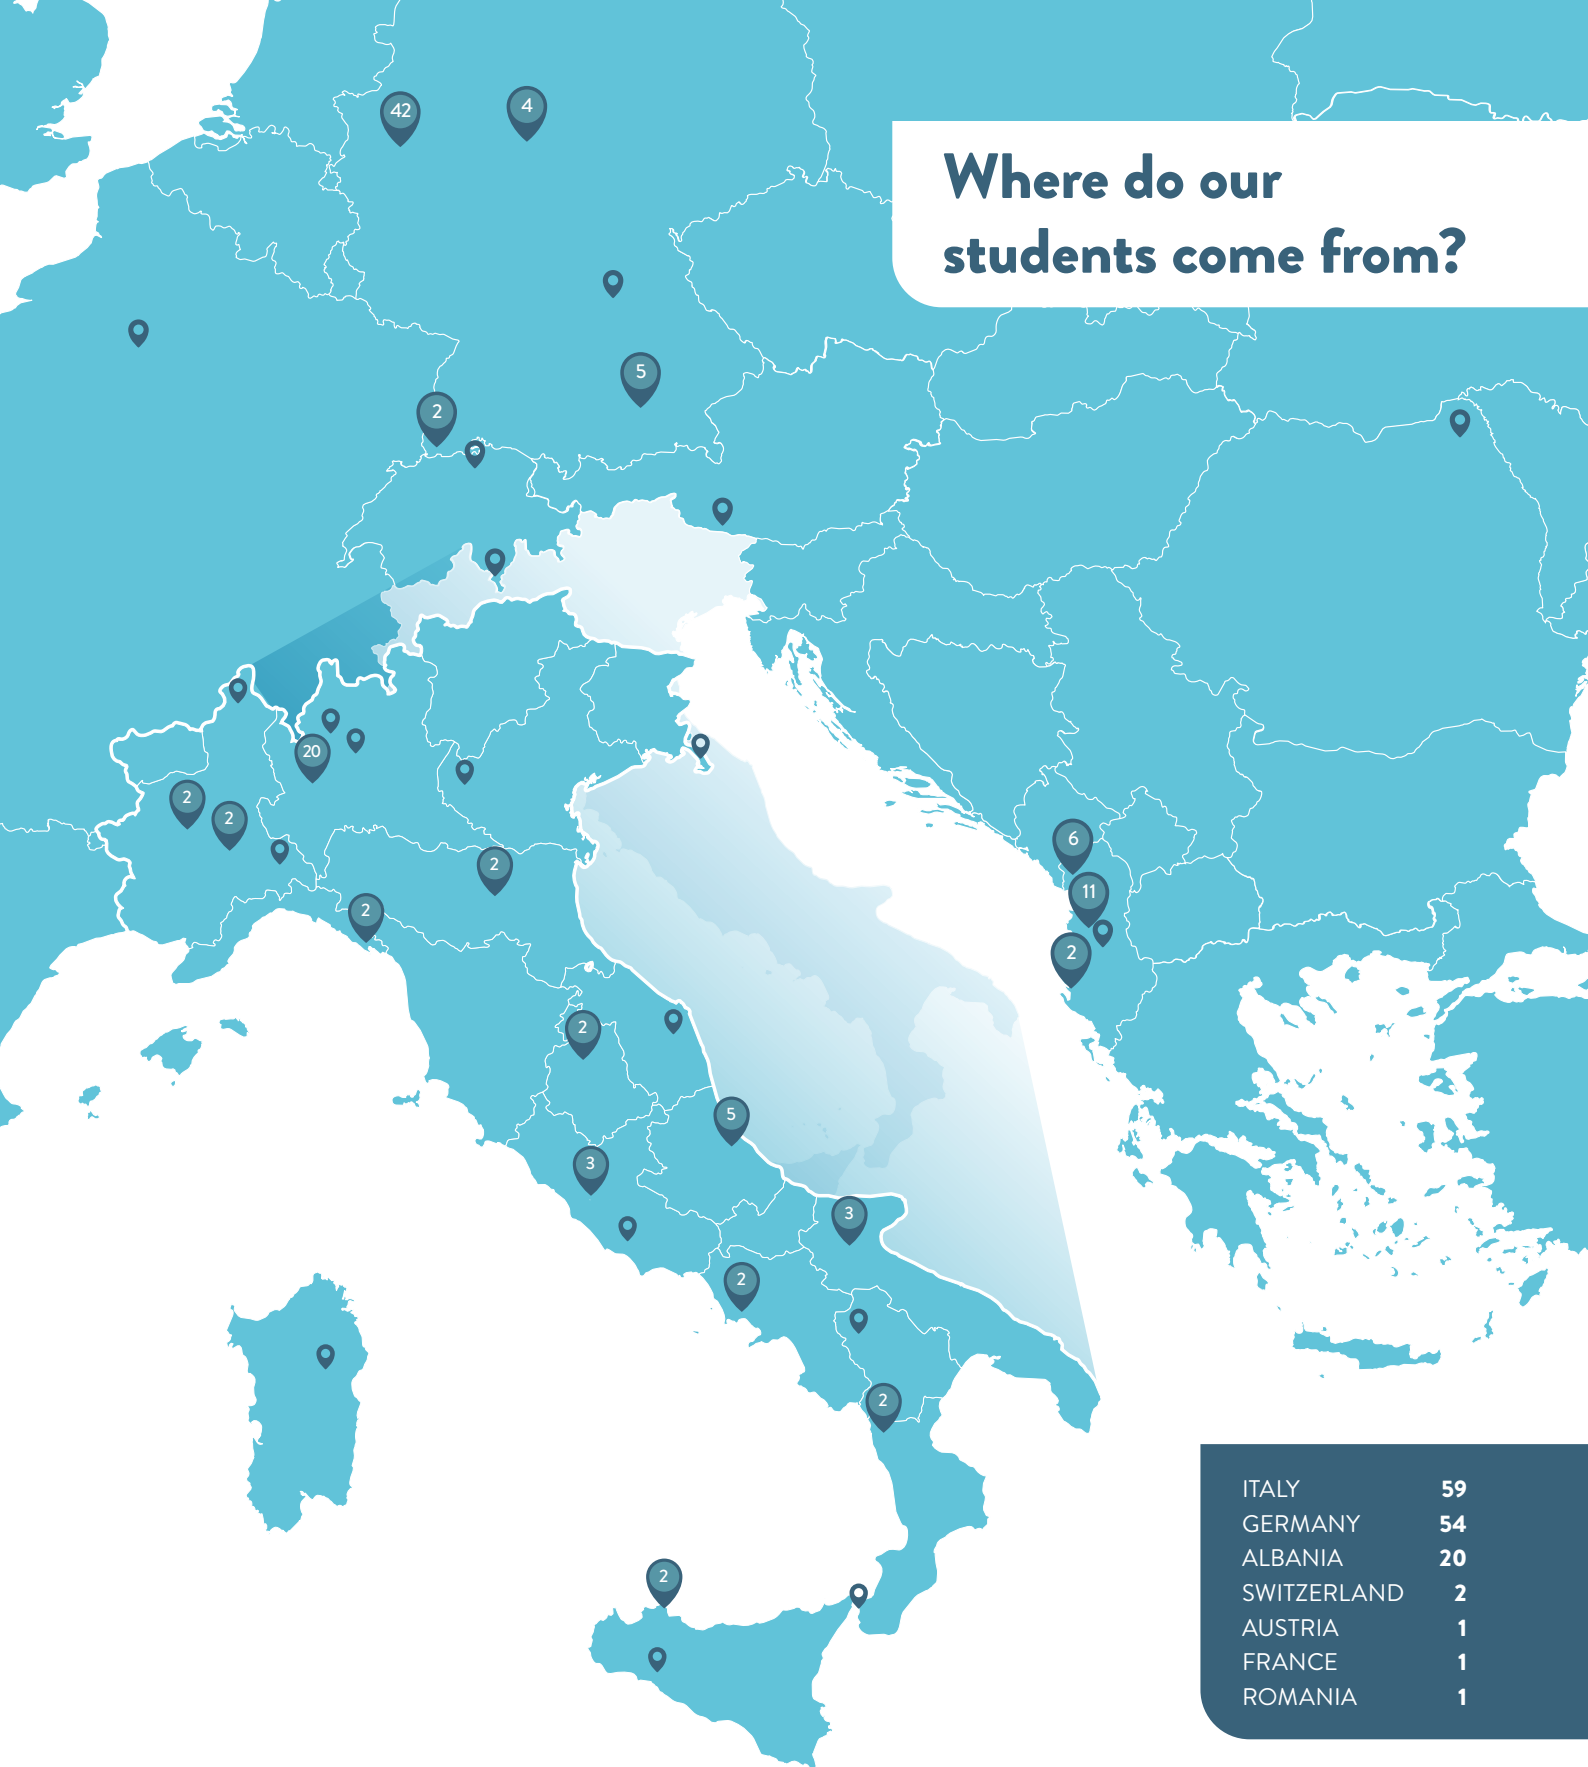 42
4
Where do our
students come from?
5
2
20
2
2
2
2
6
11
2
2
5
3
3
2
2
2
ITALY 59
GERMANY 54
ALBANIA 20
SWITZERLAND 2
AUSTRIA 1
FRANCE 1
ROMANIA 1